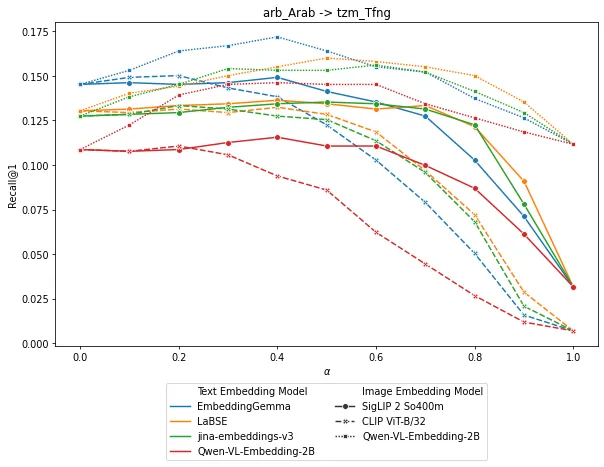 arb_Arab -> tzm_Tfng
0.175
0.150
0.125
0.100
0.075
0.050
0.025
0.000
Recall@1
0.0 0.2 0.4 0.6 0.8 1.0
α
Text Embedding Model Image Embedding Model
EmbeddingGemma SigLIP 2 So400m
LaBSE CLIP ViT-B/32
jina-embeddings-v3 Qwen-VL-Embedding-2B
Qwen-VL-Embedding-2B